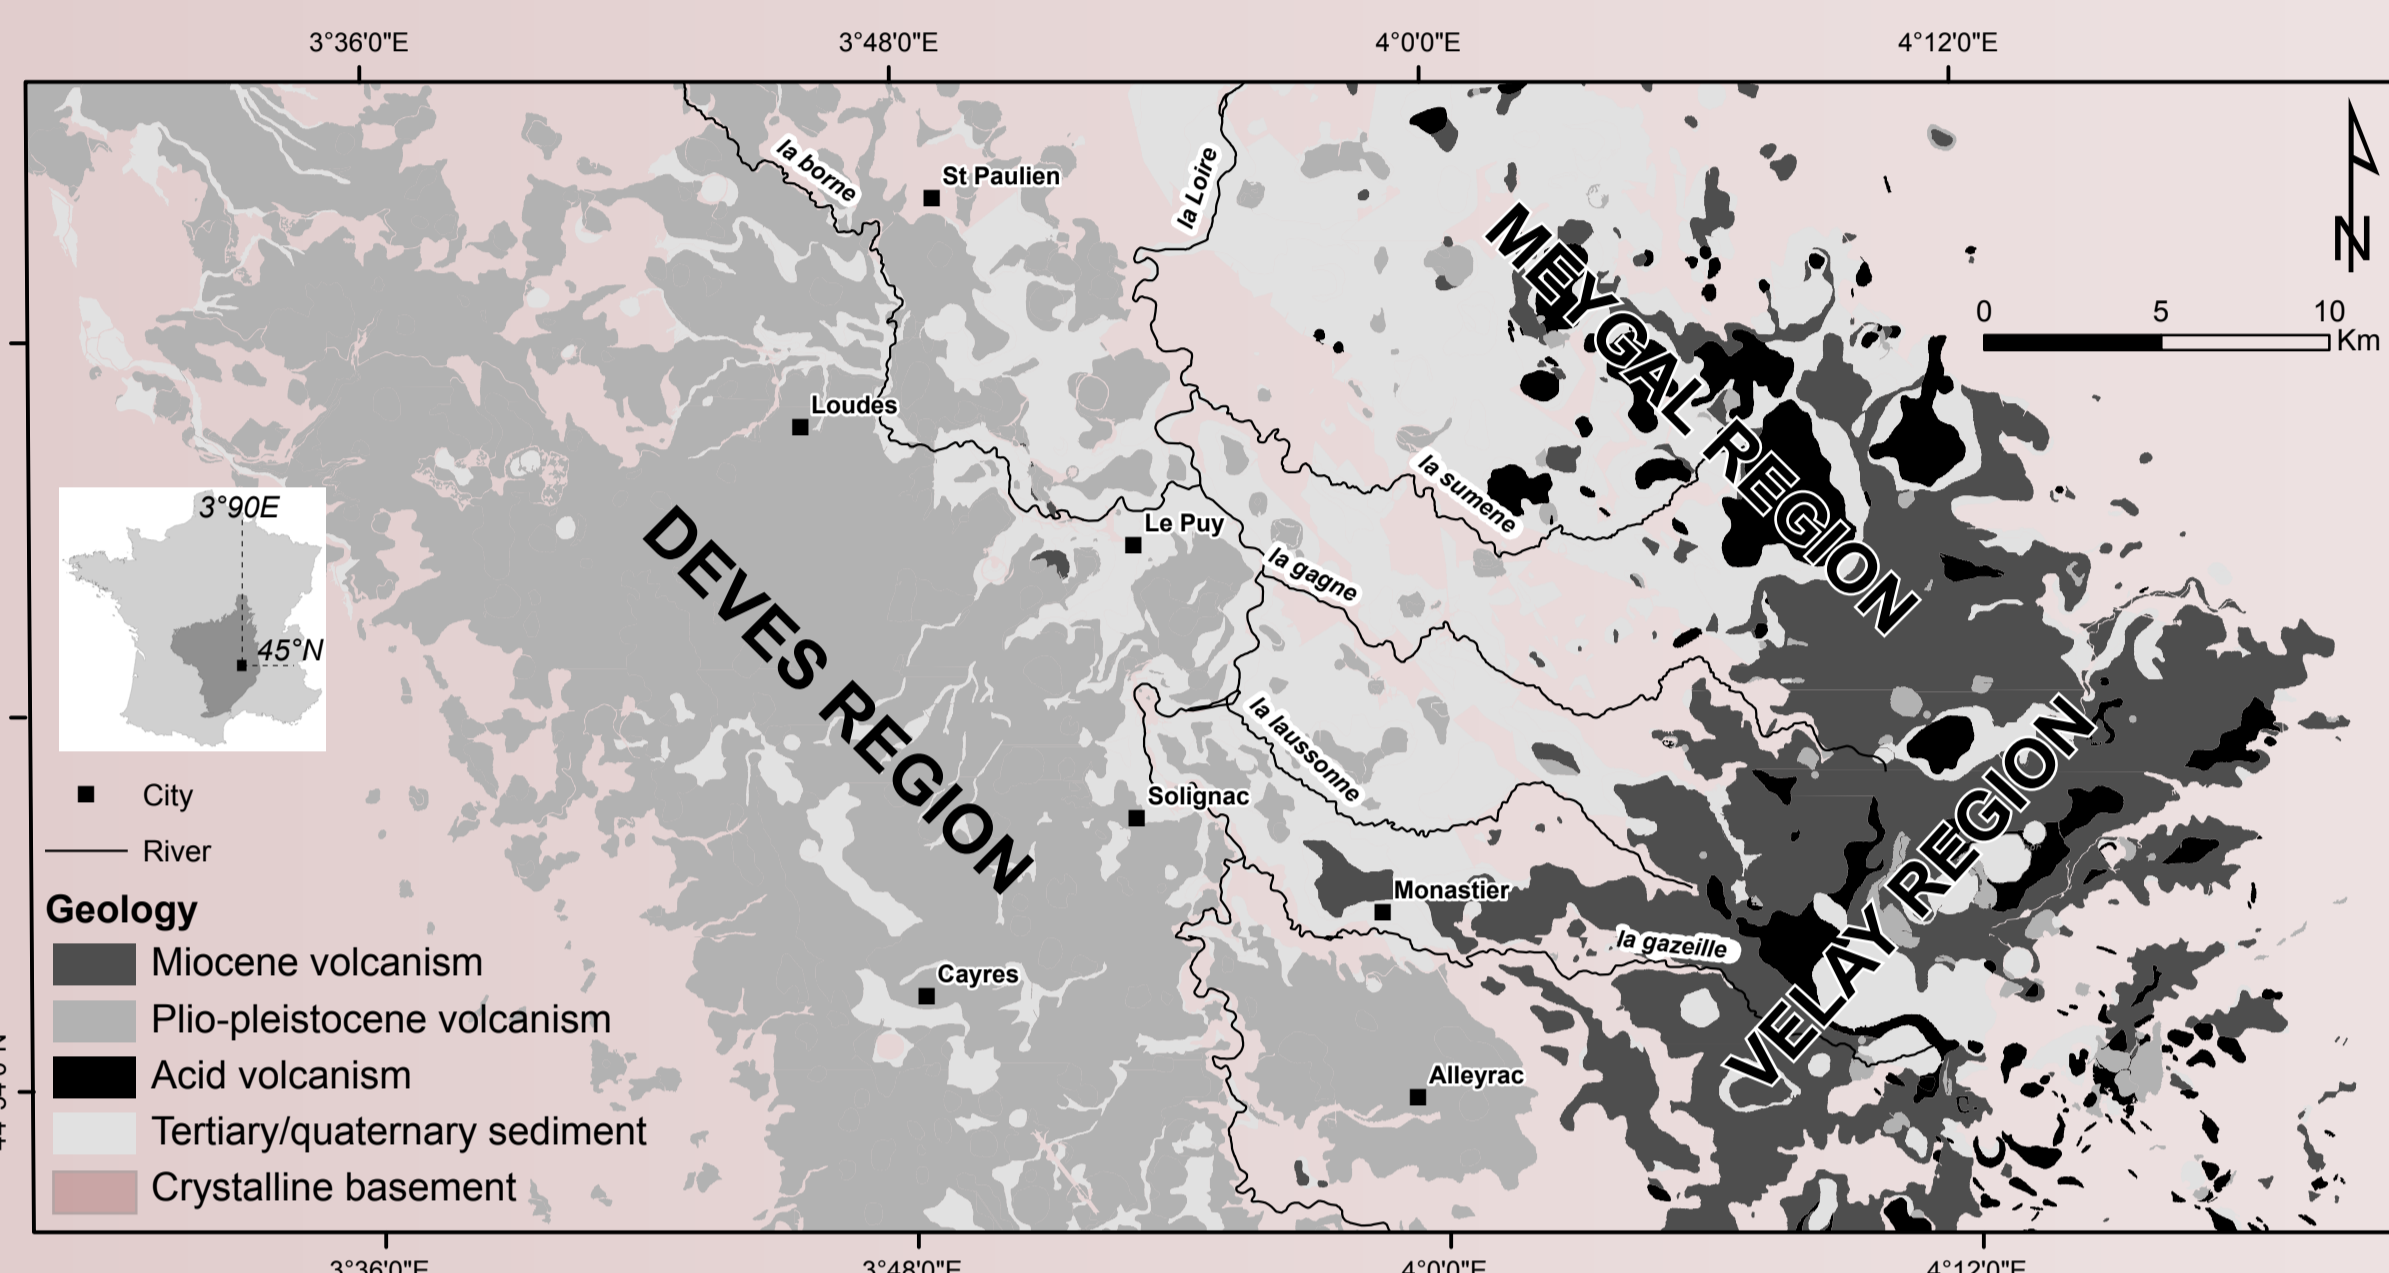 3°36'0"E
3°48'0"E
4°0'0"E
4°12'0"E
la borne
St Paulien
la Loire
MEYGAL REGION
N
0 5 10
Km
Loudes
la sumene
3°90E
45°N
Le Puy
la gagne
DEVES REGION
la laussonne
VELAY REGION
Solignac
City
River
Monastier
la gazeille
Geology
Miocene volcanism
Cayres
Plio-pleistocene volcanism
Acid volcanism
Alleyrac
Tertiary/quaternary sediment
Crystalline basement
3°36'0"E
3°48'0"E
4°0'0"E
4°12'0"E